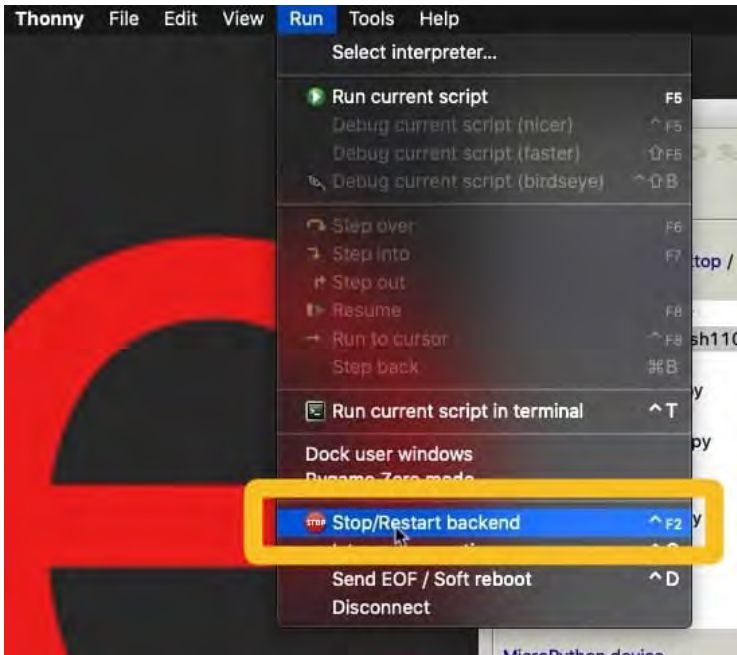 Thonny File Edit View Run Tools Help
Select interpreter...
Run current script F5
Debug current script (nicer) ^F5
Debug current script (faster) ⇧F5
Debug current script (birdseye) ^⇧B
Step over F6
Step into F7
top /
Step out
Resume F8
Run to cursor ^F8
sh110
Step back ⌘B
y
Run current script in terminal ^T
py
Dock user windows
Pygame Zero mode
STOP Stop/Restart backend ^F2
y
Send EOF / Soft reboot ^D
Disconnect
MicroPython device